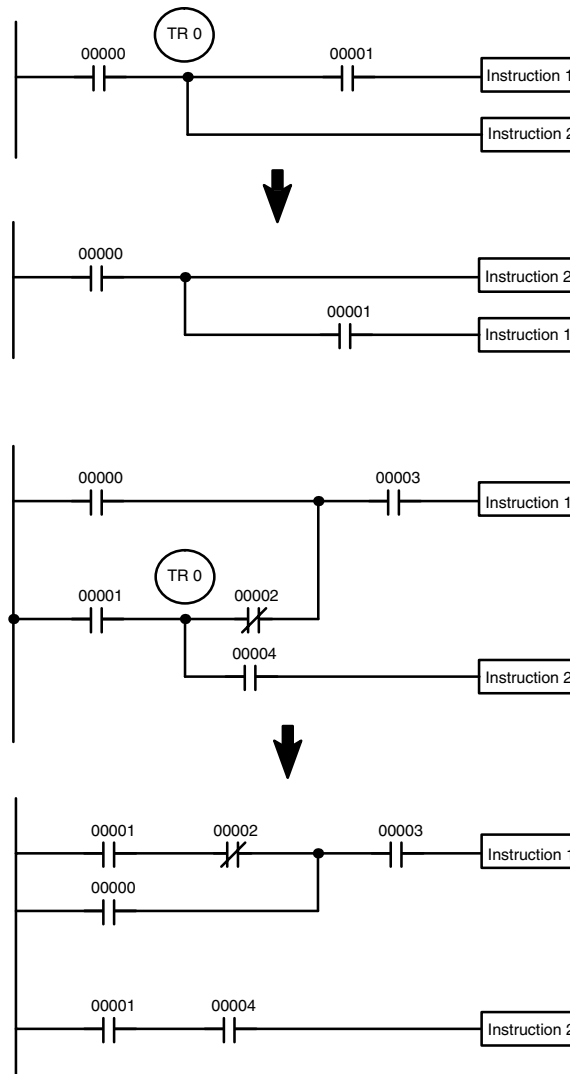 TR 0
00000 00001
Instruction 1
Instruction 2
00000
Instruction 2
00001
Instruction 1
00000 00003
Instruction 1
TR 0
00001 00002
00004
Instruction 2
00001 00002 00003
Instruction 1
00000
00001 00004
Instruction 2